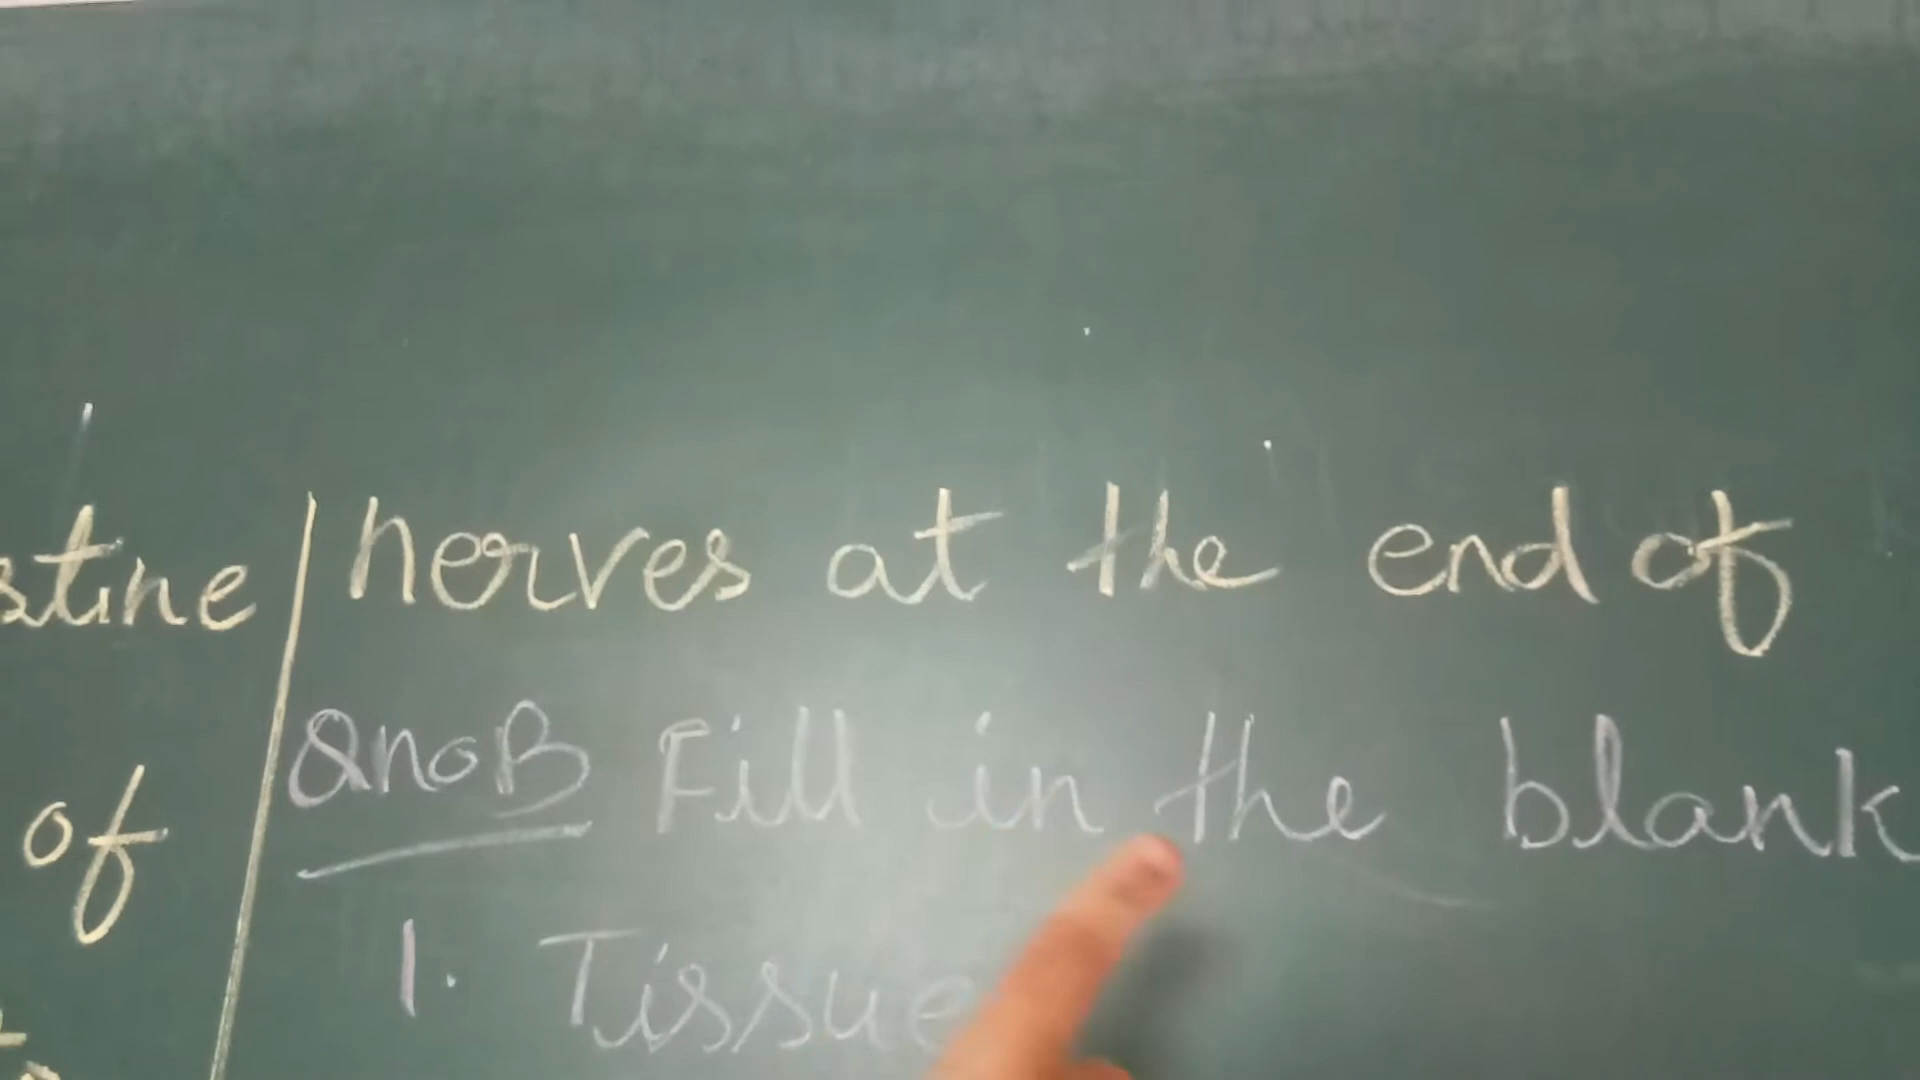 stine
of
nerves at the end of
QnoB Fill in the blank
1. Tissue